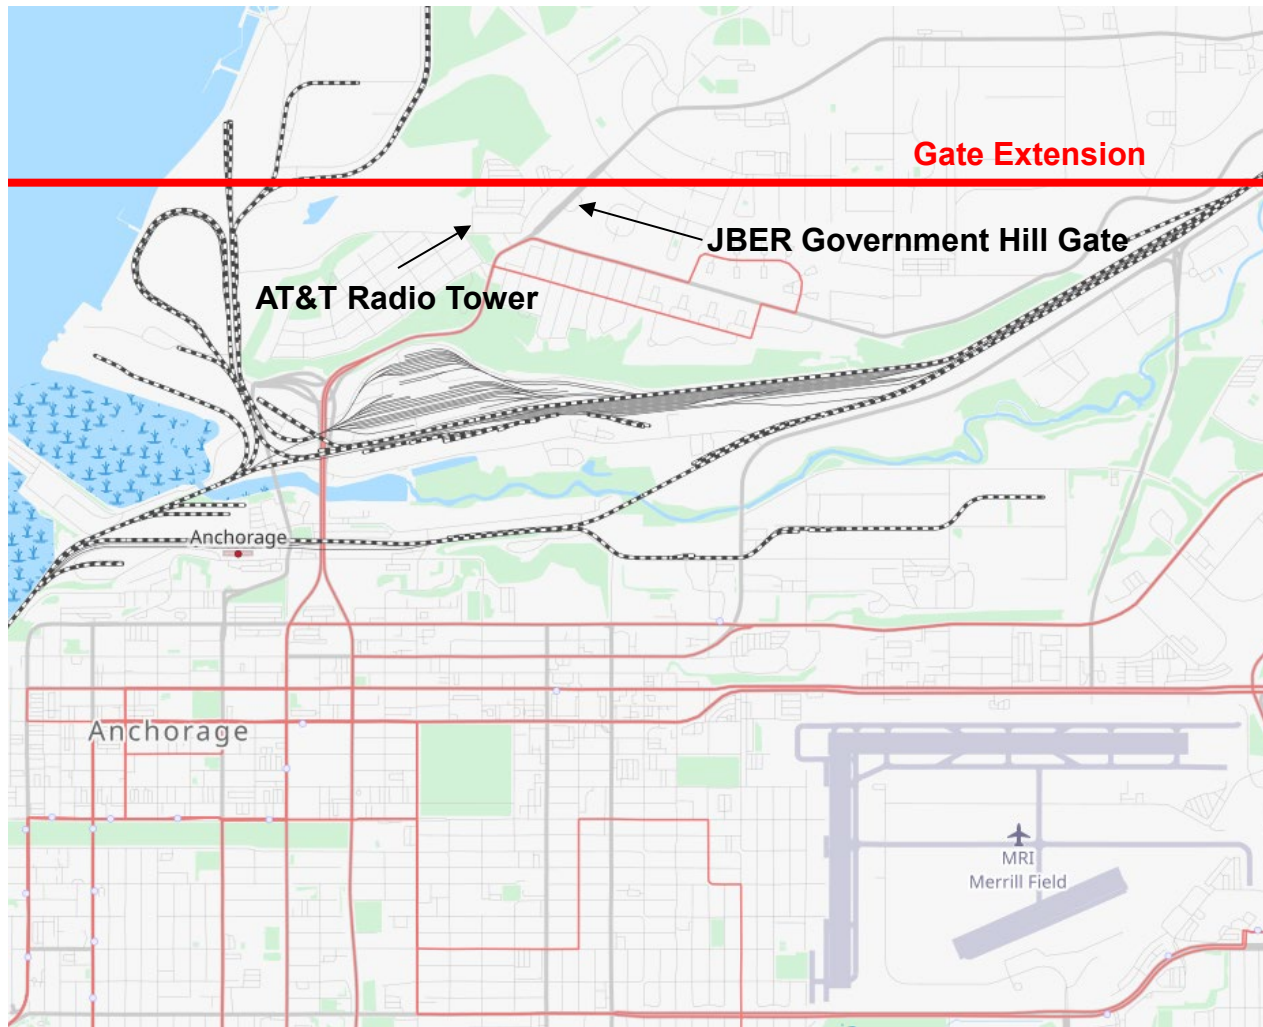 Gate Extension
JBER Government Hill Gate
AT&T Radio Tower
Anchorage
Anchorage
MRI
Merrill Field